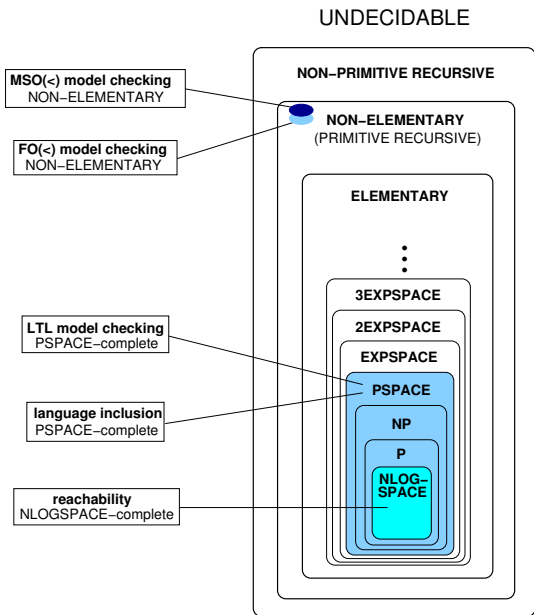 UNDECIDABLE
NON−PRIMITIVE RECURSIVE
MSO(<) model checking
NON−ELEMENTARY
NON−ELEMENTARY
(PRIMITIVE RECURSIVE)
FO(<) model checking
NON−ELEMENTARY
ELEMENTARY
3EXPSPACE
LTL model checking
PSPACE−complete
2EXPSPACE
EXPSPACE
PSPACE
language inclusion
PSPACE−complete
NP
P
NLOG−
SPACE
reachability
NLOGSPACE−complete